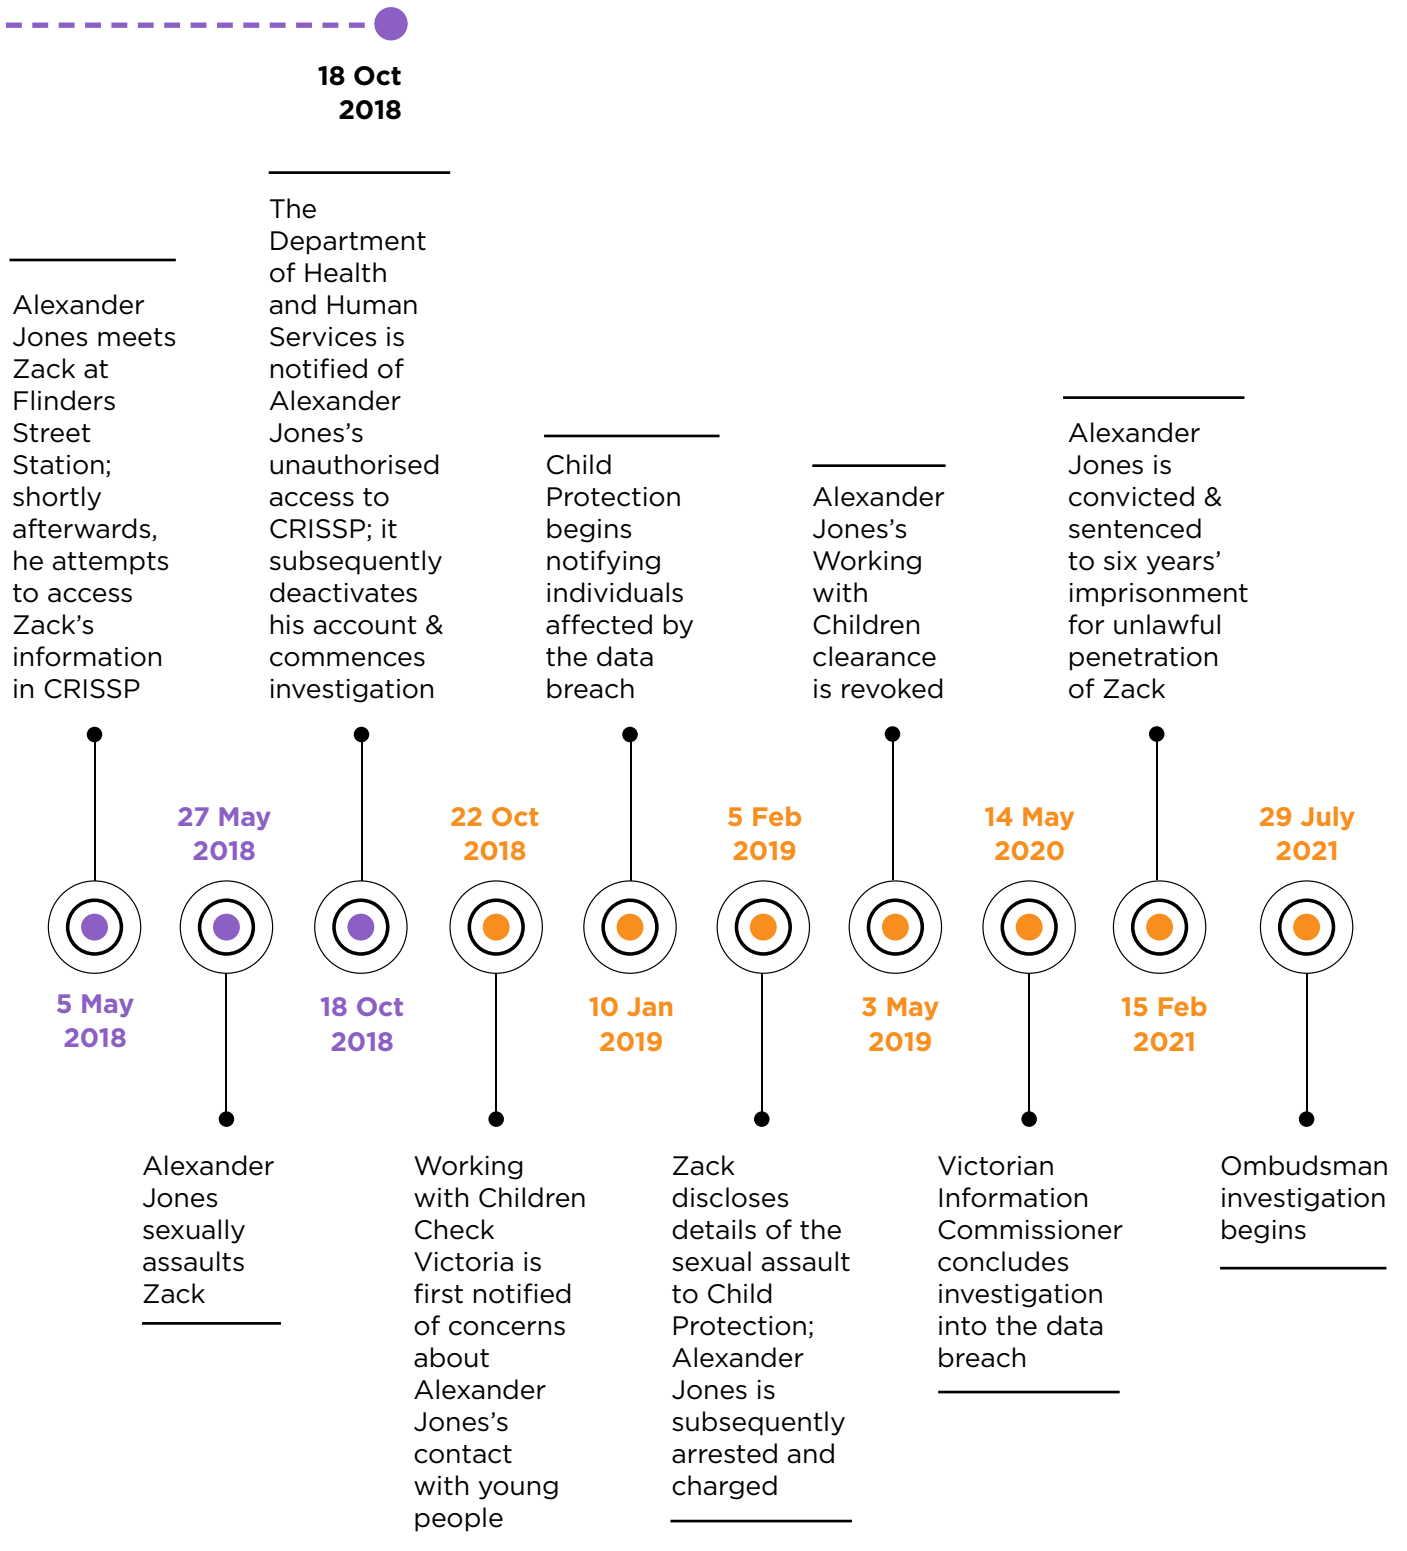 18 Oct
2018
Alexander
Jones meets
Zack at
Flinders
Street
Station;
shortly
afterwards,
he attempts
to access
Zack's
information
in CRISSP
The
Department
of Health
and Human
Services is
notified of
Alexander
Jones's
unauthorised
access to
CRISSP; it
subsequently
deactivates
his account &
commences
investigation
Child
Protection
begins
notifying
individuals
affected by
the data
breach
Alexander
Jones's
Working
with
Children
clearance
is revoked
Alexander
Jones is
convicted &
sentenced
to six years'
imprisonment
for unlawful
penetration
of Zack
27 May
2018
22 Oct
2018
5 Feb
2019
14 May
2020
29 July
2021
5 May
2018
18 Oct
2018
10 Jan
2019
3 May
2019
15 Feb
2021
Alexander
Jones
sexually
assaults
Zack
Working
with Children
Check
Victoria is
first notified
of concerns
about
Alexander
Jones's
contact
with young
people
Zack
discloses
details of the
sexual assault
to Child
Protection;
Alexander
Jones is
subsequently
arrested and
charged
Victorian
Information
Commissioner
concludes
investigation
into the data
breach
Ombudsman
investigation
begins